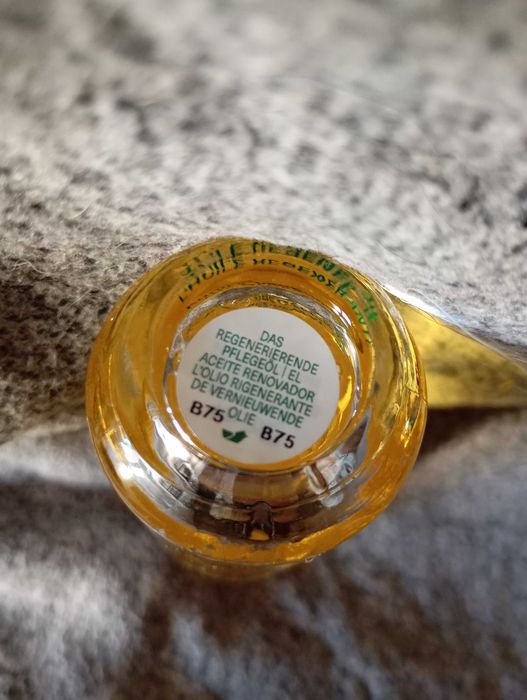 DAS
REGENERIERENDE
PFLEGEÖL | EL
ACEITE RENOVADOR
L'OLIO RIGENERANTE
DE VERNIEUWENDE
B75 OLIE B75